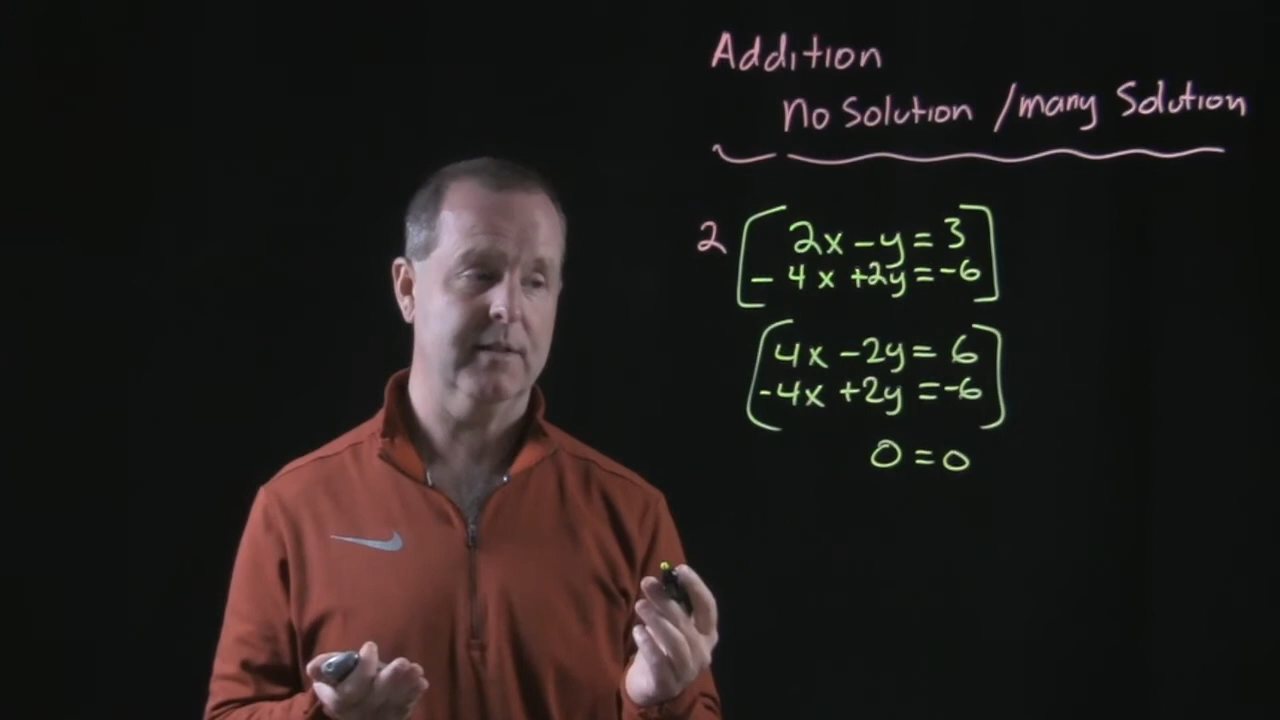 Addition
No Solution / many Solution
2 [ 2x - y = 3
- 4x + 2y = -6 ]
[ 4x - 2y = 6
-4x + 2y = -6 ]
0 = 0